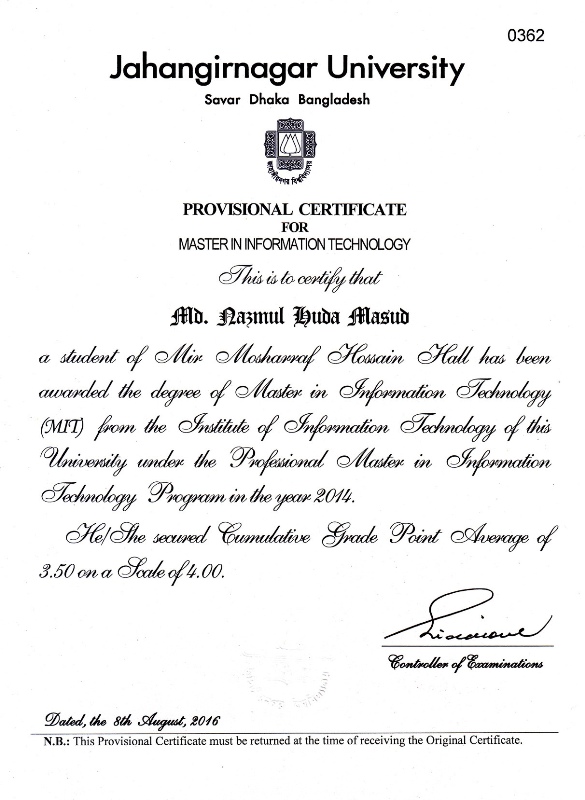 0362
Jahangirnagar University
Savar Dhaka Bangladesh
জাহাঙ্গীরনগর বিশ্ববিদ্যালয়
PROVISIONAL CERTIFICATE
FOR
MASTER IN INFORMATION TECHNOLOGY
This is to certify that
Md. Nazmul Huda Masud
a student of Mir Mosharraf Hossain Hall has been
awarded the degree of Master in Information Technology
(MIT) from the Institute of Information Technology of this
University under the Professional Master in Information
Technology Program in the year 2014.
He/She secured Cumulative Grade Point Average of
3.50 on a Scale of 4.00.
Controller of Examinations
Dated, the 8th August, 2016
N.B.: This Provisional Certificate must be returned at the time of receiving the Original Certificate.